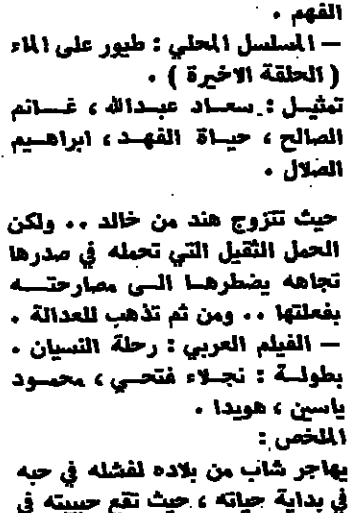 الفهم .
— المسلسل المحلي : طيور على الماء
( الحلقة الاخيرة ) .
تمثيل : سعاد عبدالله ، غانم
الصالح ، حياة الفهد ، ابراهيم
الصلال .
حيث تتزوج هند من خالد .. ولكن
الحمل الثقيل التي تحمله في صدرها
تجاهه يضطرها الى مصارحته
بفعلتها .. ومن ثم تذهب للعدالة .
— الفيلم العربي : رحلة النسيان .
بطولة : نجلاء فتحي ، محمود
ياسين ، هويدا .
الملخص :
يهاجر شاب من بلاده لفشله في حبه
في بداية حياته ، حيث تقع حبيبته في